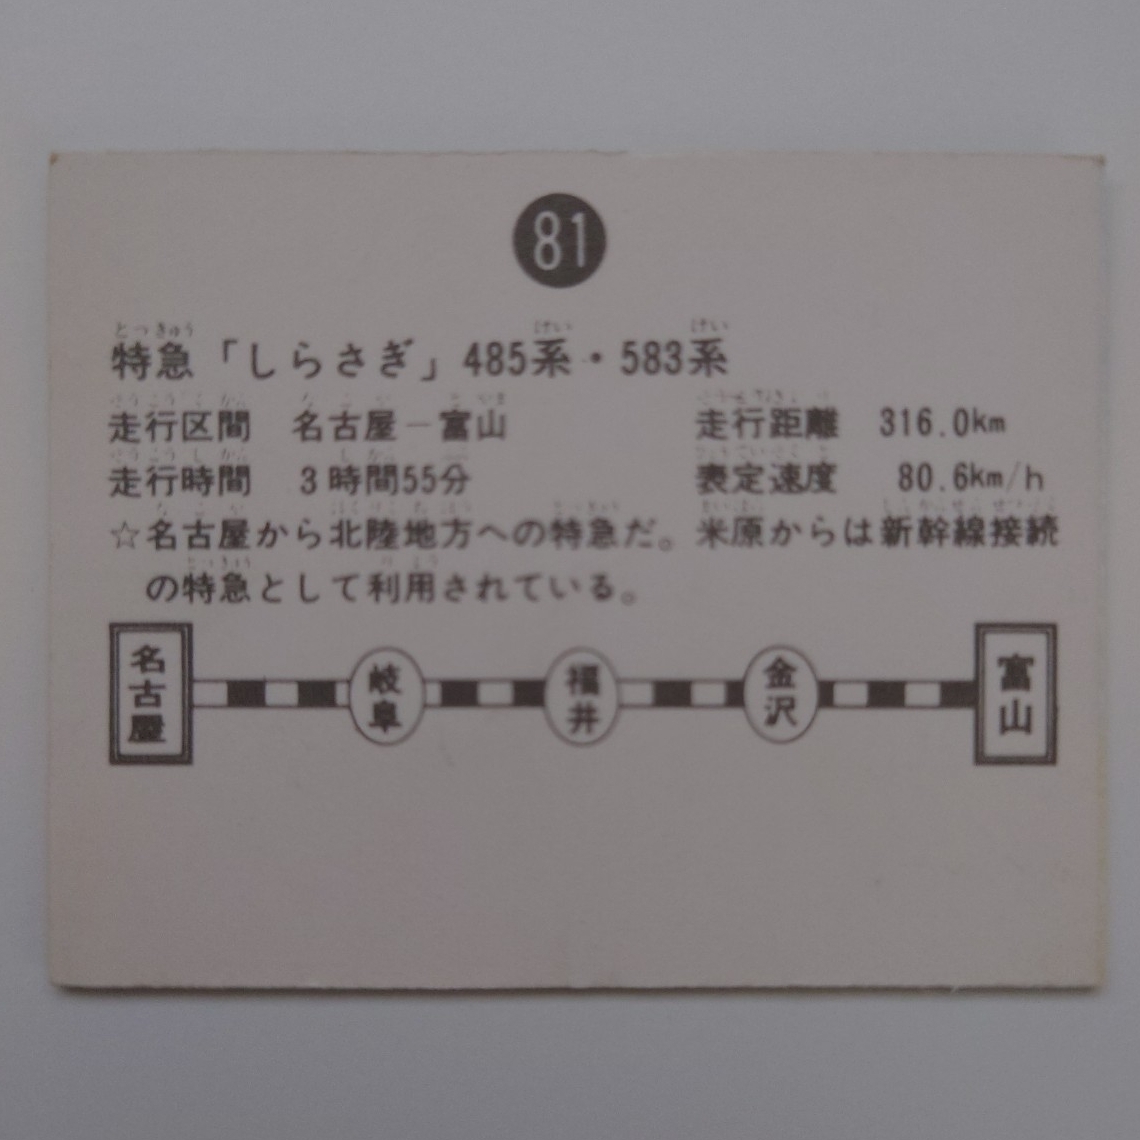 81
特急「しらさぎ」485系・583系
走行区間 名古屋－富山 走行距離 316.0km
走行時間 3時間55分 表定速度 80.6km/h
☆名古屋から北陸地方への特急だ。米原からは新幹線接続
の特急として利用されている。
名古屋 岐阜 福井 金沢 富山